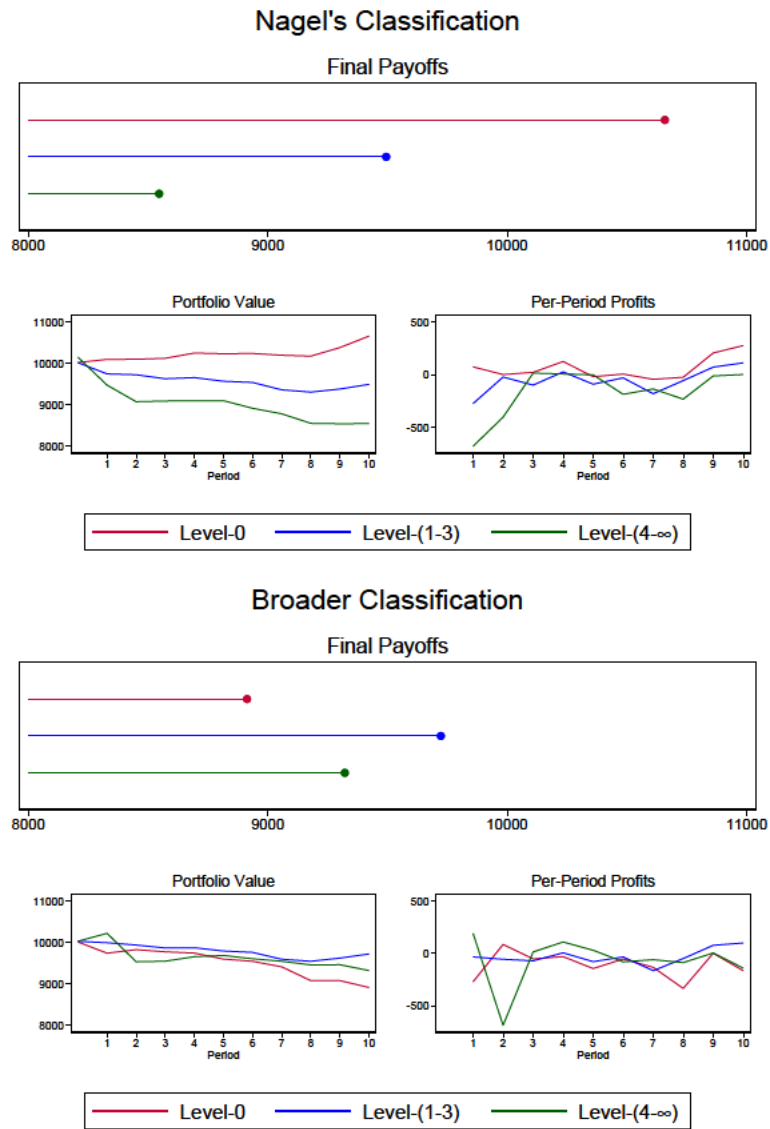 Nagel's Classification
Final Payoffs
8000 9000 10000 11000
Portfolio Value
11000
10000
9000
8000
1 2 3 4 5 6 7 8 9 10
Period
Per-Period Profits
500
0
-500
1 2 3 4 5 6 7 8 9 10
Period
Level-0 Level-(1-3) Level-(4-∞)
Broader Classification
Final Payoffs
8000 9000 10000 11000
Portfolio Value
11000
10000
9000
8000
1 2 3 4 5 6 7 8 9 10
Period
Per-Period Profits
500
0
-500
1 2 3 4 5 6 7 8 9 10
Period
Level-0 Level-(1-3) Level-(4-∞)